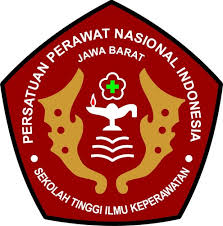 PERSATUAN PERAWAT NASIONAL INDONESIA
JAWA BARAT
• SEKOLAH TINGGI ILMU KEPERAWATAN •